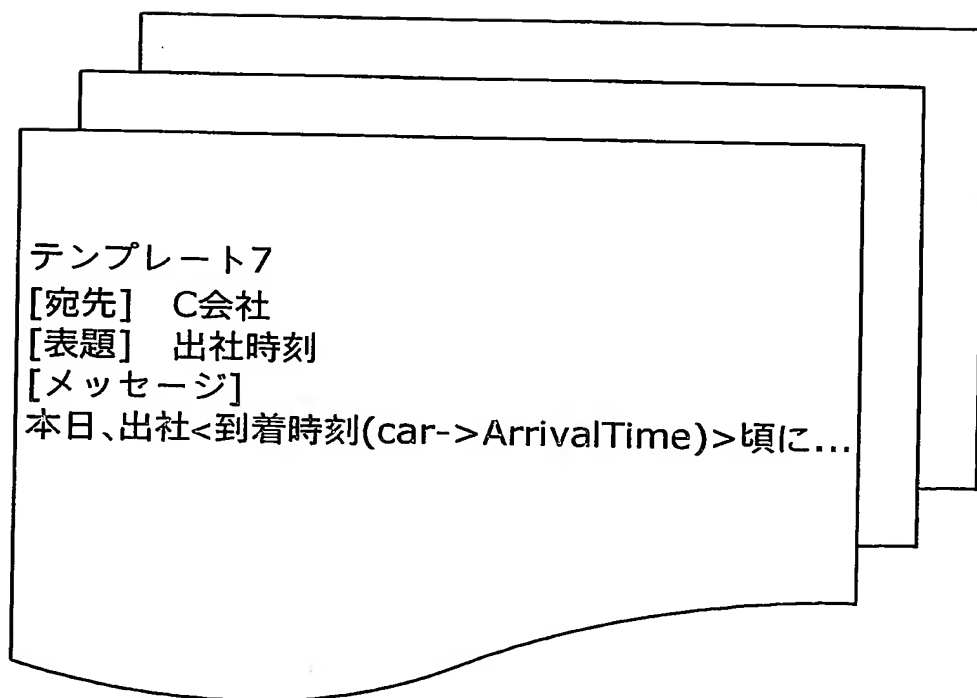 テンプレート7
[宛先]　C会社
[表題]　出社時刻
[メッセージ]
本日、出社<到着時刻(car->ArrivalTime)>頃に...